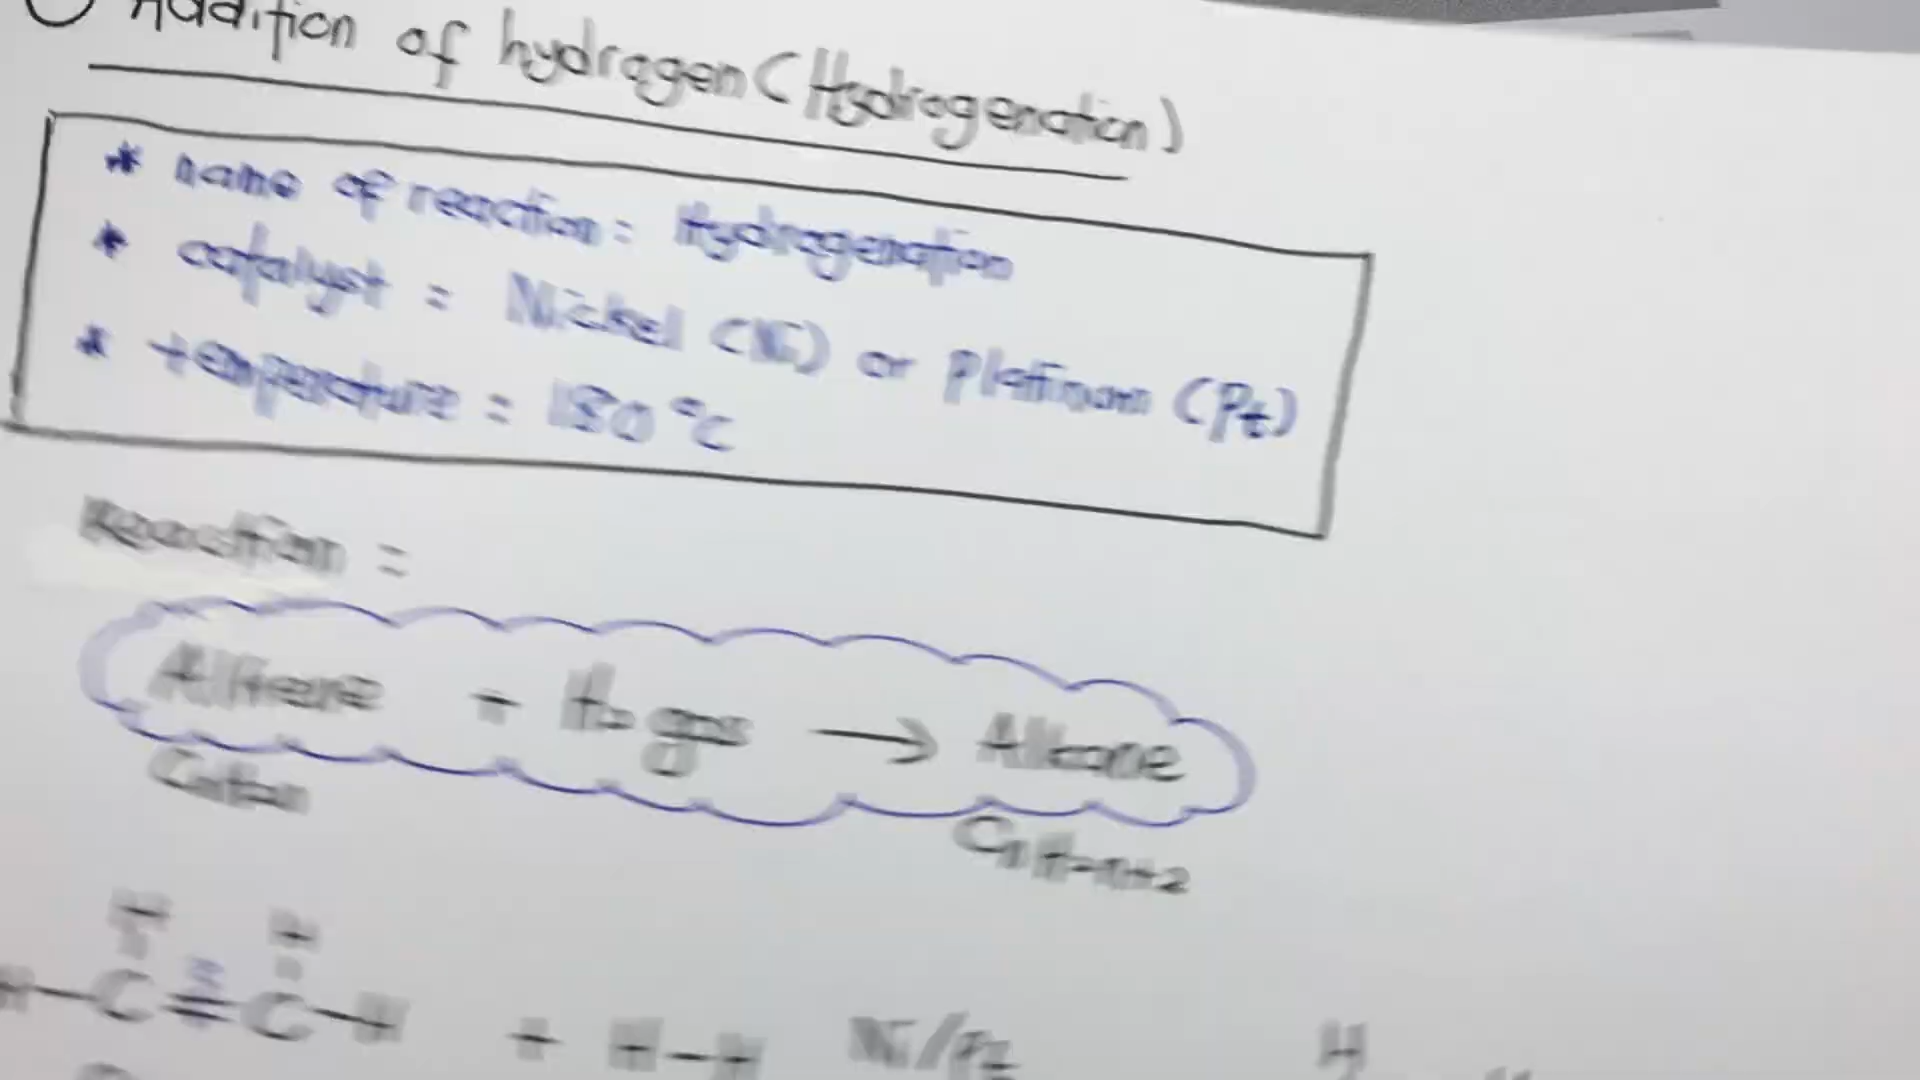 Addition of hydrogen (Hydrogenation)
* name of reaction : Hydrogenation
* catalyst = Nickel (Ni) or Platinum (Pt)
* temperature = 180 °C
Reaction =
Alkene + H₂ gas → Alkane
CnH2n
CnH2n+2
H H
H-C=C-H + H-H Ni/Pt H